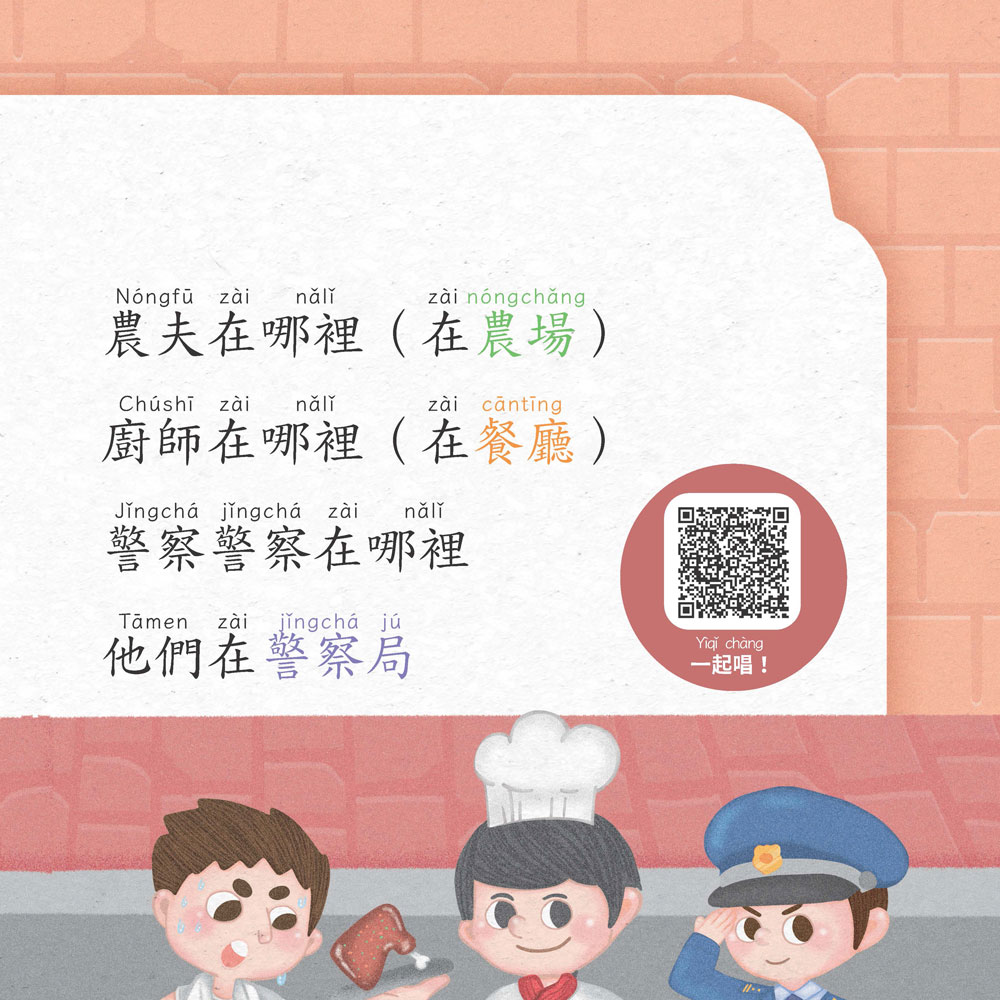 Nóngfū zài nǎlǐ zài nóngchǎng
農夫在哪裡（在農場）
Chúshī zài nǎlǐ zài cāntīng
廚師在哪裡（在餐廳）
Jǐngchá jǐngchá zài nǎlǐ
警察警察在哪裡
Tāmen zài jǐngchá jú
他們在警察局
Yìqǐ chàng
一起唱！